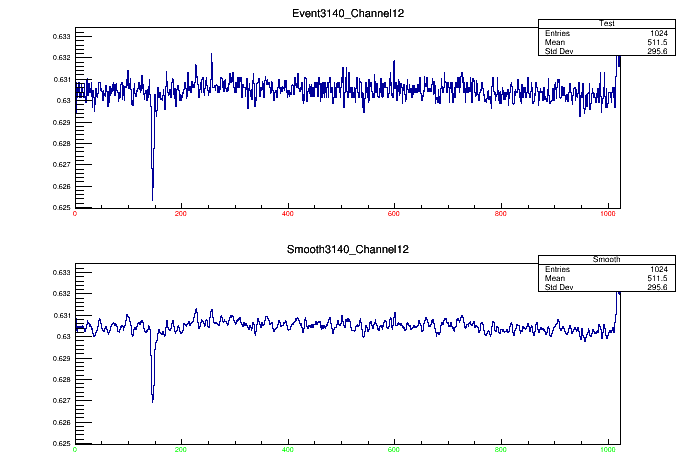 Event3140_Channel12
Test
Entries 1024
Mean 511.5
Std Dev 295.6
0.633
0.632
0.631
0.63
0.629
0.628
0.627
0.626
0.625
0 200 400 600 800 1000
Smooth3140_Channel12
Smooth
Entries 1024
Mean 511.5
Std Dev 295.6
0.633
0.632
0.631
0.63
0.629
0.628
0.627
0.626
0.625
0 200 400 600 800 1000